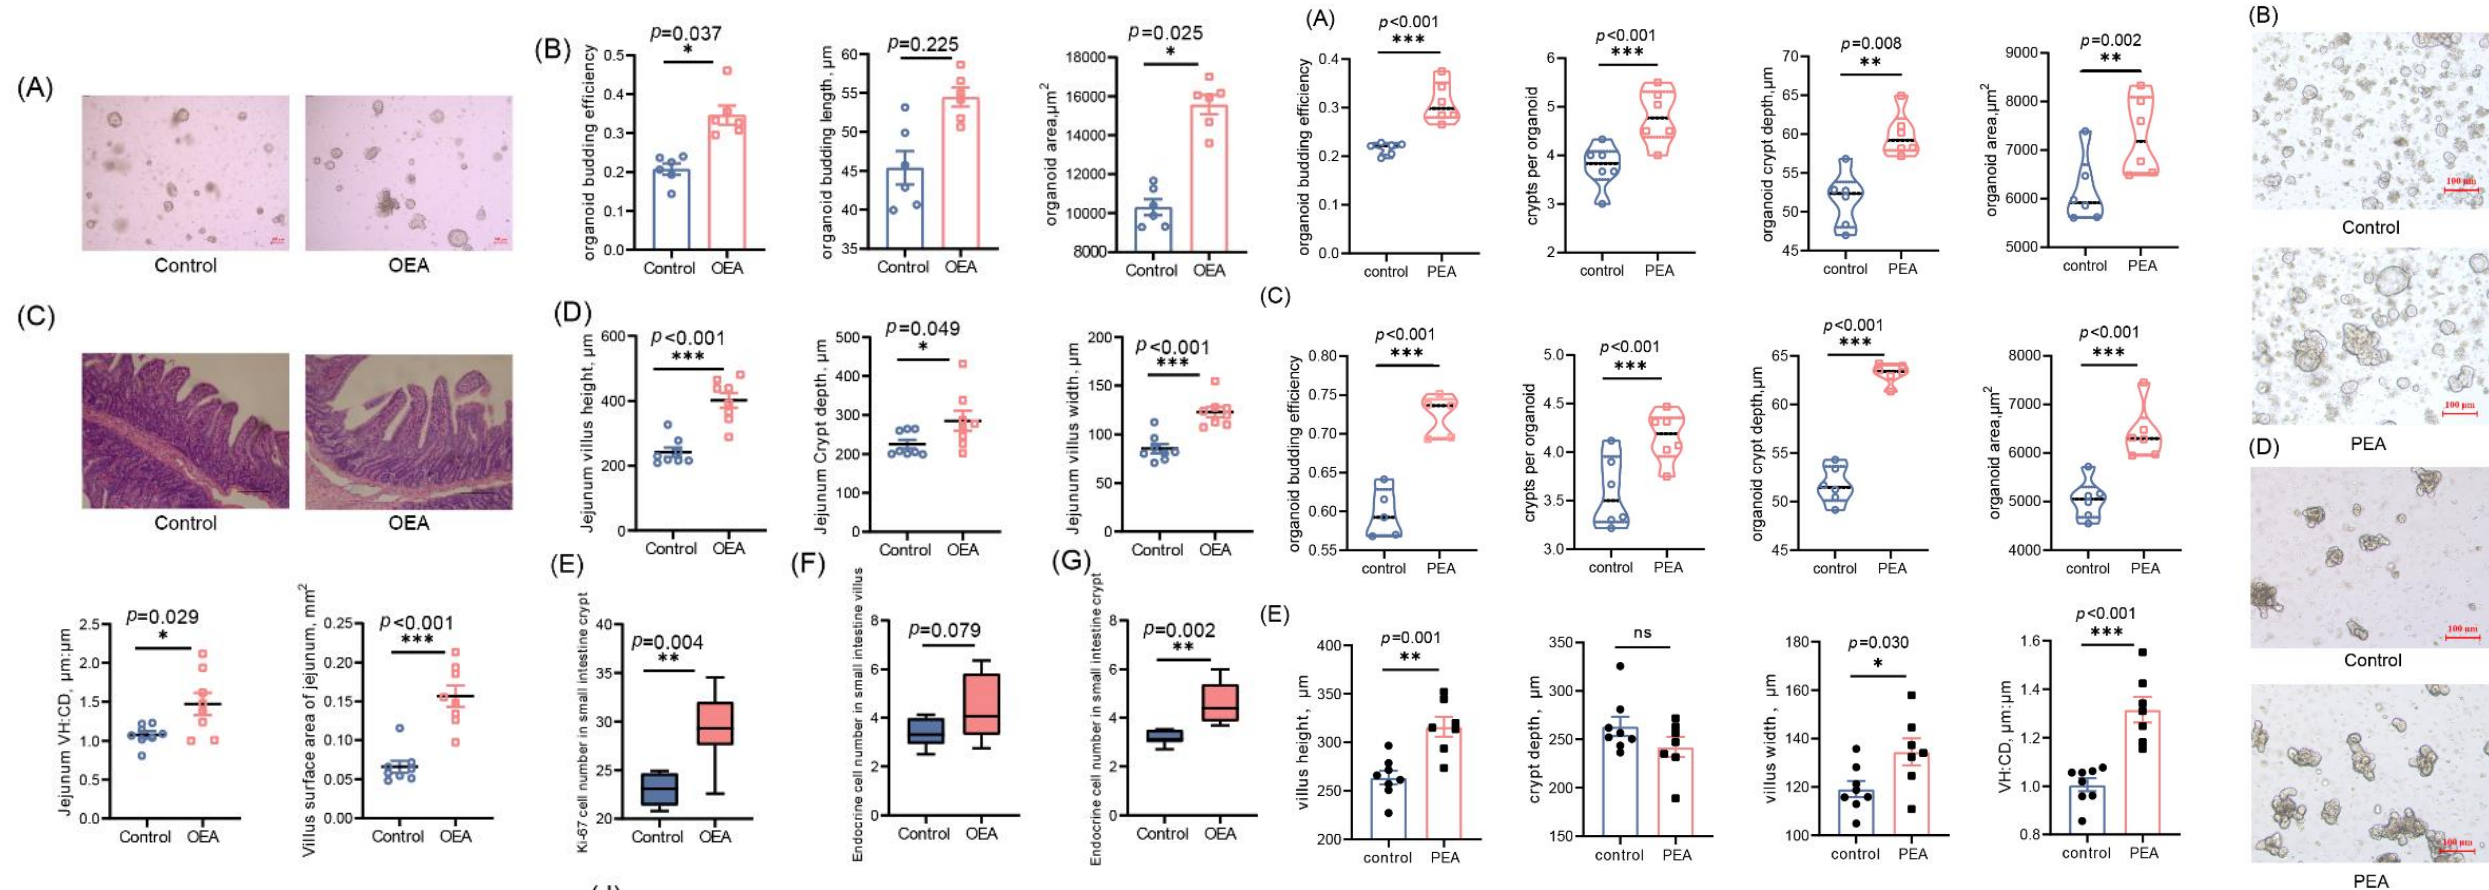 (A)
Control
OEA
(B)
p=0.037
*
organoid budding efficiency
0.5
0.4
0.3
0.2
0.1
0.0
Control OEA
p=0.225
organoid budding length, µm
60
55
50
45
40
35
Control OEA
p=0.025
*
organoid area,µm²
18000
16000
14000
12000
10000
8000
Control OEA
(C)
Control
OEA
(D)
p<0.001
***
Jejunum villus height, µm
600
400
200
0
Control OEA
p=0.049
*
Jejunum Crypt depth, µm
500
400
300
200
100
0
Control OEA
p<0.001
***
Jejunum villus width, µm
200
150
100
50
0
Control OEA
p=0.029
*
Jejunum VH:CD, µm:µm
2.5
2.0
1.5
1.0
0.5
0.0
Control OEA
p<0.001
***
Villus surface area of jejunum, mm²
0.25
0.20
0.15
0.10
0.05
0.00
Control OEA
(E)
p=0.004
**
Ki-67 cell number in small intestine crypt
40
35
30
25
20
Control OEA
(F)
p=0.079
Endocrine cell number in small intestine villus
8
6
4
2
0
Control OEA
(G)
p=0.002
**
Endocrine cell number in small intestine crypt
8
6
4
2
0
Control OEA
(A)
p<0.001
***
organoid budding efficiency
0.4
0.3
0.2
0.1
0.0
control PEA
p<0.001
***
crypts per organoid
6
5
4
3
2
control PEA
p=0.008
**
organoid crypt depth,µm
70
65
60
55
50
45
control PEA
p=0.002
**
organoid area,µm²
9000
8000
7000
6000
5000
control PEA
(B)
100 µm
Control
100 µm
PEA
(C)
p<0.001
***
organoid budding efficiency
0.80
0.75
0.70
0.65
0.60
0.55
control PEA
p<0.001
***
crypts per organoid
5.0
4.5
4.0
3.5
3.0
control PEA
p<0.001
***
organoid crypt depth,µm
65
60
55
50
45
control PEA
p<0.001
***
organoid area,µm²
8000
7000
6000
5000
4000
control PEA
(D)
100 µm
Control
100 µm
PEA
(E)
p=0.001
**
villus height, µm
400
350
300
250
200
control PEA
ns
crypt depth, µm
350
300
250
200
150
control PEA
p=0.030
*
villus width, µm
180
160
140
120
100
control PEA
p<0.001
***
VH:CD, µm:µm
1.6
1.4
1.2
1.0
0.8
control PEA